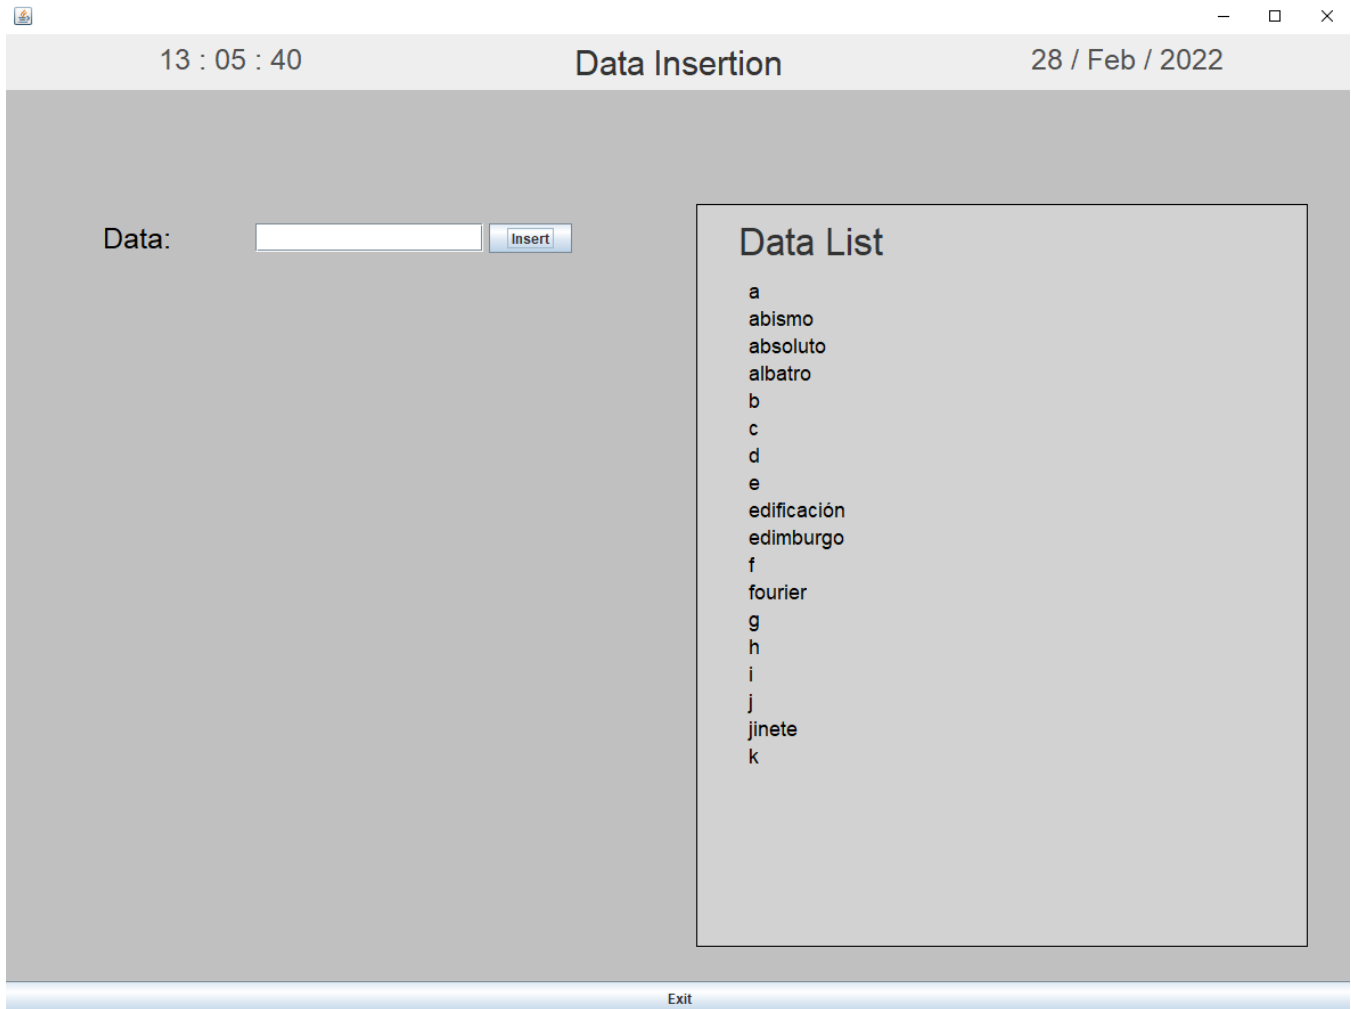 13 : 05 : 40 Data Insertion 28 / Feb / 2022
Data: Insert
Data List
a
abismo
absoluto
albatro
b
c
d
e
edificación
edimburgo
f
fourier
g
h
i
j
jinete
k
Exit